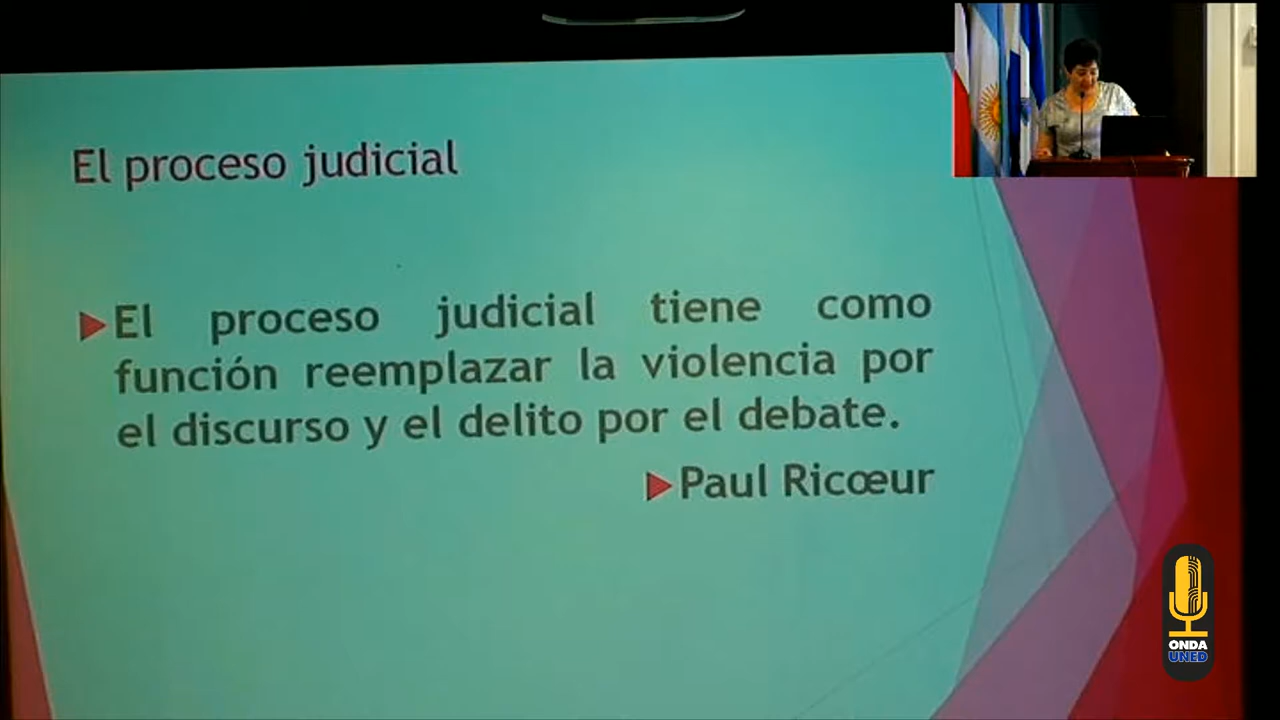 El proceso judicial
El proceso judicial tiene como
función reemplazar la violencia por
el discurso y el delito por el debate.
Paul Ricœur
ONDA
UNED